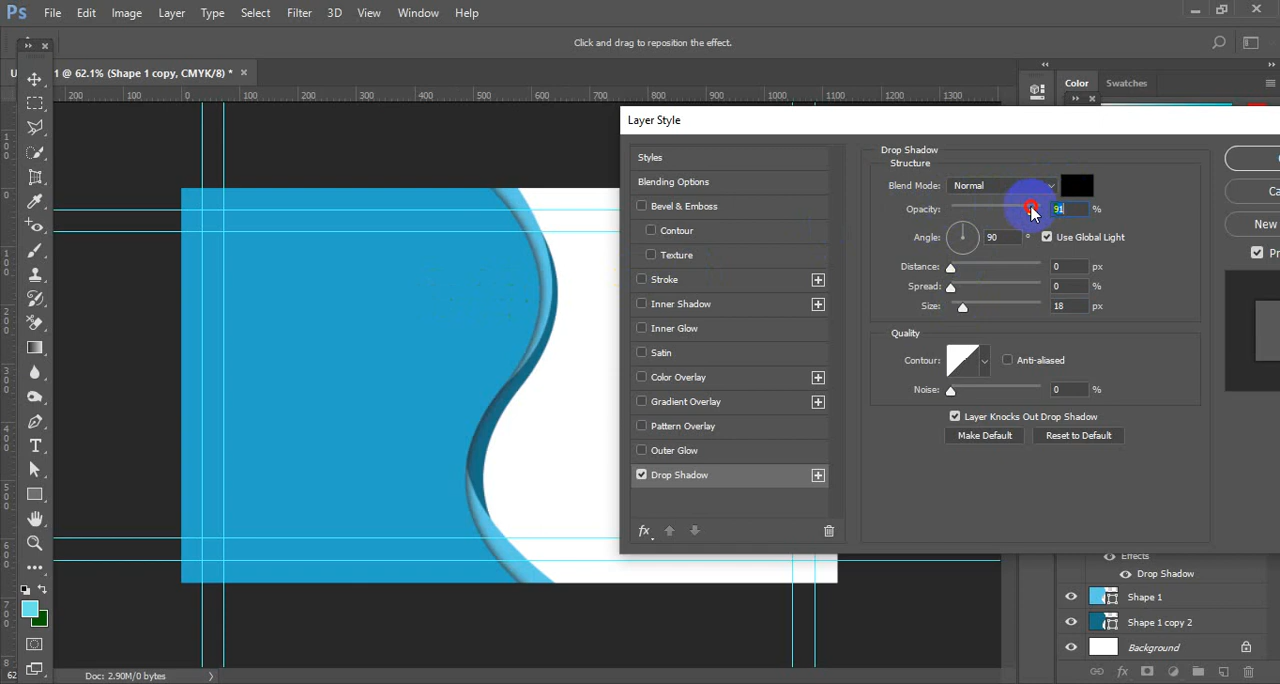 Ps File Edit Image Layer Type Select Filter 3D View Window Help
Click and drag to reposition the effect.
1 @ 62.1% (Shape 1 copy, CMYK/8) *
Color Swatches
200 100 0 100 200 300 400 500 600 700 800 900 1000 1100 1200 1300
Layer Style
Styles
Blending Options
Bevel & Emboss
Contour
Texture
Stroke
Inner Shadow
Inner Glow
Satin
Color Overlay
Gradient Overlay
Pattern Overlay
Outer Glow
Drop Shadow
fx
Drop Shadow
Structure
Blend Mode: Normal
Opacity: 91 %
Angle: 90 ° Use Global Light
Distance: 0 px
Spread: 0 %
Size: 18 px
Quality
Contour: Anti-aliased
Noise: 0 %
Layer Knocks Out Drop Shadow
Make Default Reset to Default
Ca
New
Effects
Drop Shadow
Shape 1
Shape 1 copy 2
Background
fx
62
Doc: 2.90M/0 bytes